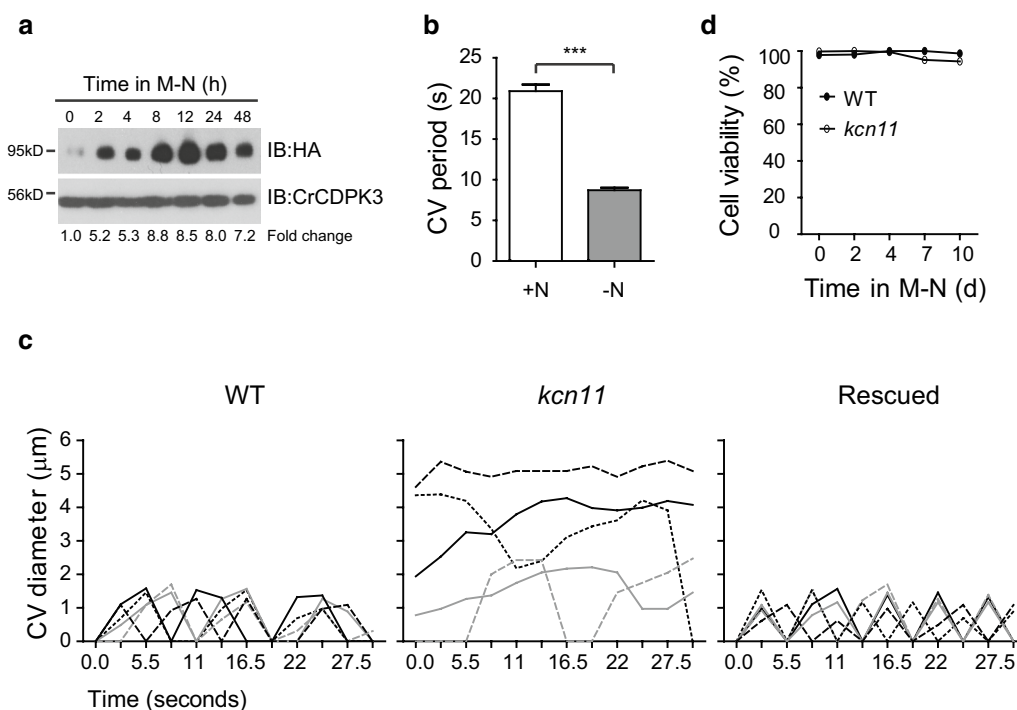 a
Time in M-N (h)
0 2 4 8 12 24 48
95kD
IB:HA
56kD
IB:CrCDPK3
1.0 5.2 5.3 8.8 8.5 8.0 7.2 Fold change
b
CV period (s)
25
20
15
10
5
0
***
+N -N
d
Cell viability (%)
100
80
60
40
20
0
WT
kcn11
0 2 4 7 10
Time in M-N (d)
c
WT
kcn11
Rescued
CV diameter (μm)
6
5
4
3
2
1
0
0.0 5.5 11 16.5 22 27.5
0.0 5.5 11 16.5 22 27.5
0.0 5.5 11 16.5 22 27.5
Time (seconds)